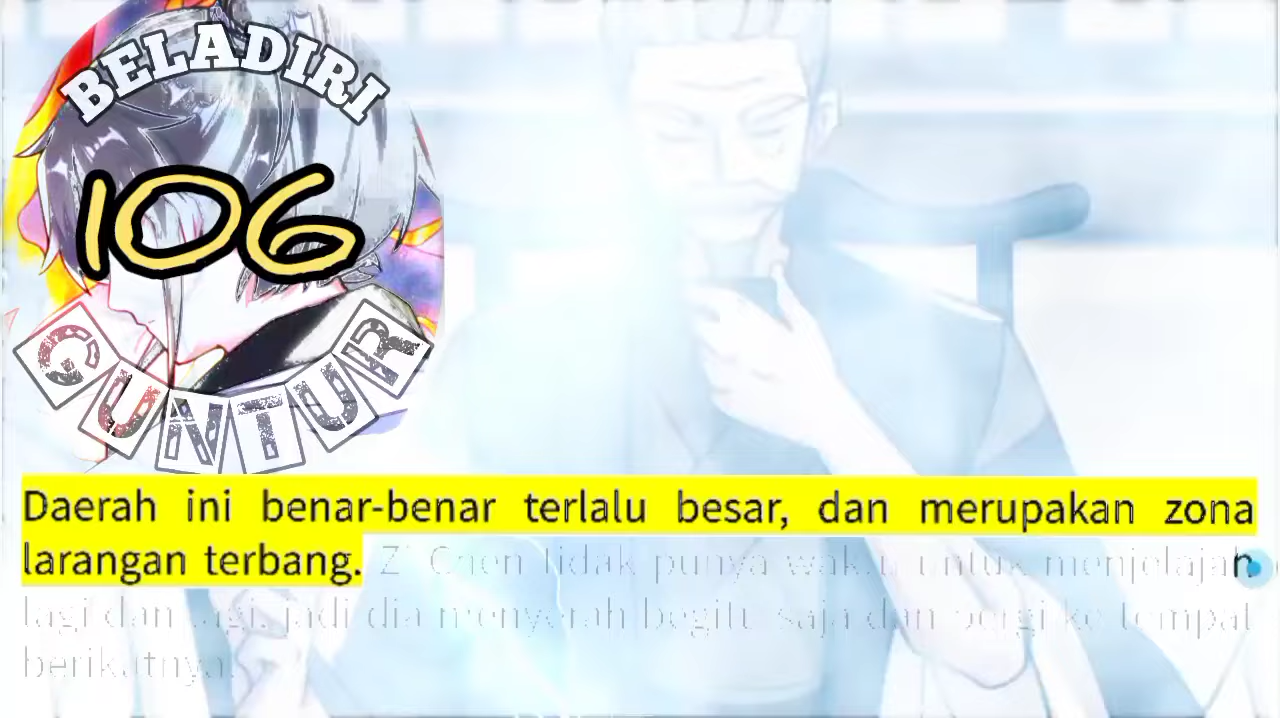 BELADIRI
106
GUNTUR
Daerah ini benar-benar terlalu besar, dan merupakan zona
larangan terbang. Zi Chen tidak punya waktu untuk menjelajah
lagi dan lagi, jadi dia menyerah begitu saja dan pergi ke tempat
berikutnya.